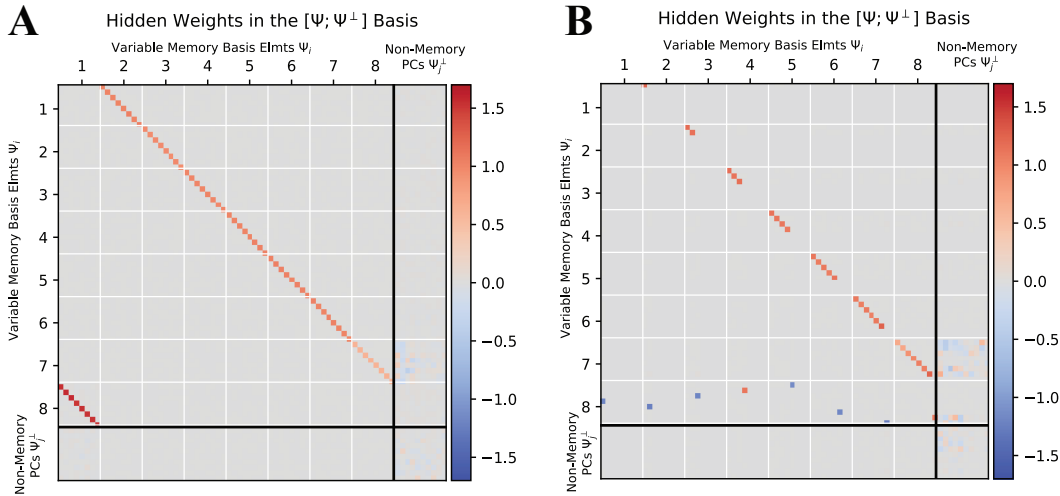 A
Hidden Weights in the [Ψ; Ψ⊥] Basis
Variable Memory Basis Elmts Ψi
Non-Memory
PCs Ψj⊥
1 2 3 4 5 6 7 8
Variable Memory Basis Elmts Ψi
1
2
3
4
5
6
7
8
Non-Memory
PCs Ψj⊥
1.5
1.0
0.5
0.0
−0.5
−1.0
−1.5
B
Hidden Weights in the [Ψ; Ψ⊥] Basis
Variable Memory Basis Elmts Ψi
Non-Memory
PCs Ψj⊥
1 2 3 4 5 6 7 8
Variable Memory Basis Elmts Ψi
1
2
3
4
5
6
7
8
Non-Memory
PCs Ψj⊥
1.5
1.0
0.5
0.0
−0.5
−1.0
−1.5